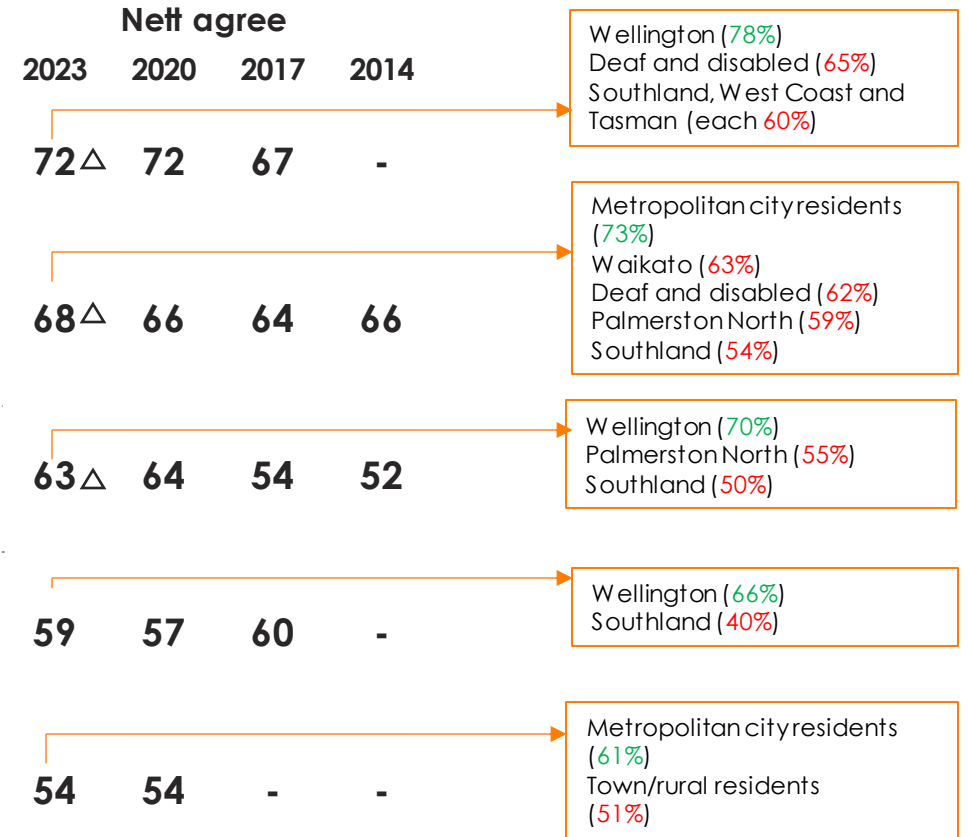 Nett agree
2023 2020 2017 2014
Wellington (78%)
Deaf and disabled (65%)
Southland, West Coast and
Tasman (each 60%)
72△ 72 67 -
Metropolitan city residents
(73%)
Waikato (63%)
Deaf and disabled (62%)
Palmerston North (59%)
Southland (54%)
68△ 66 64 66
Wellington (70%)
Palmerston North (55%)
Southland (50%)
63△ 64 54 52
Wellington (66%)
Southland (40%)
59 57 60 -
Metropolitan city residents
(61%)
Town/rural residents
(51%)
54 54 - -